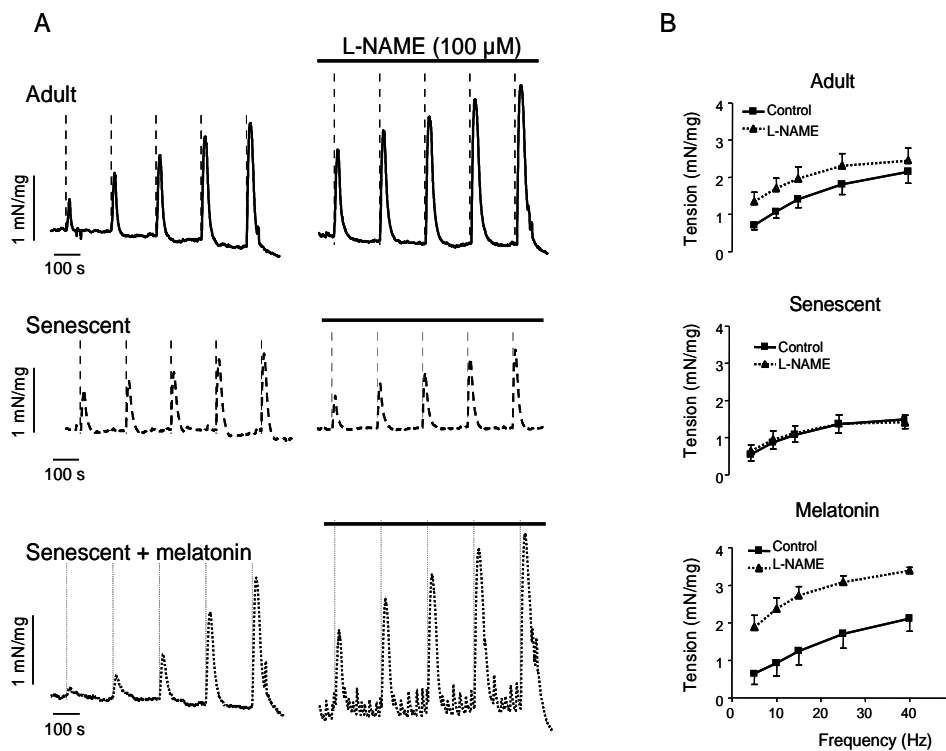 A
L-NAME (100 µM)
Adult
1 mN/mg
100 s
Senescent
1 mN/mg
100 s
Senescent + melatonin
1 mN/mg
100 s
B
Adult
Control
L-NAME
Tension (mN/mg)
4
3
2
1
0
Senescent
Control
L-NAME
Tension (mN/mg)
4
3
2
1
0
Melatonin
Control
L-NAME
Tension (mN/mg)
4
3
2
1
0
0 10 20 30 40
Frequency (Hz)